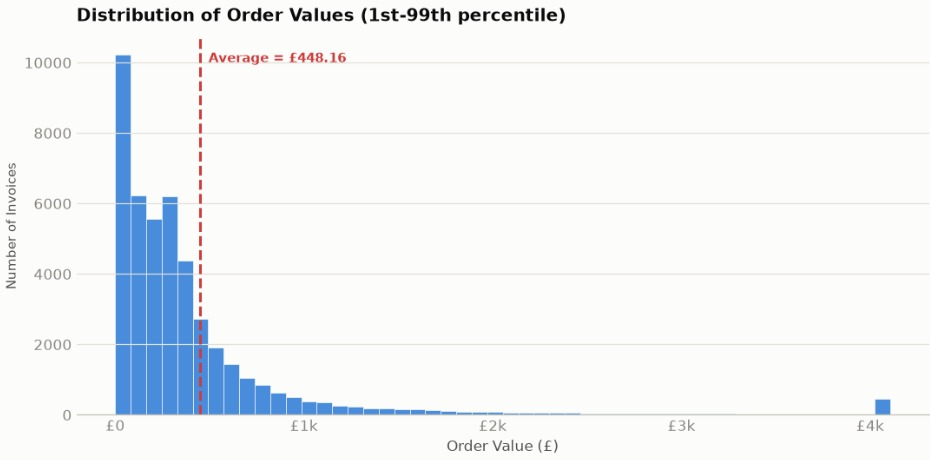 Distribution of Order Values (1st-99th percentile)
Average = £448.16
Number of Invoices
10000
8000
6000
4000
2000
0
£0 £1k £2k £3k £4k
Order Value (£)